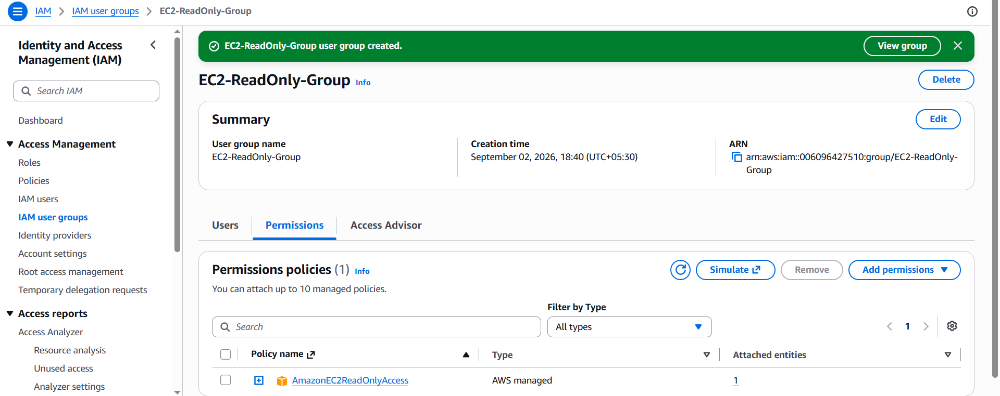 IAM > IAM user groups > EC2-ReadOnly-Group
Identity and Access
Management (IAM)
Search IAM
Dashboard
Access Management
Roles
Policies
IAM users
IAM user groups
Identity providers
Account settings
Root access management
Temporary delegation requests
Access reports
Access Analyzer
Resource analysis
Unused access
Analyzer settings
EC2-ReadOnly-Group user group created.
View group
EC2-ReadOnly-Group Info
Delete
Summary
Edit
User group name
EC2-ReadOnly-Group
Creation time
September 02, 2026, 18:40 (UTC+05:30)
ARN
arn:aws:iam::006096427510:group/EC2-ReadOnly-
Group
Users
Permissions
Access Advisor
Permissions policies (1) Info
You can attach up to 10 managed policies.
Simulate
Remove
Add permissions
Filter by Type
Search
All types
1
Policy name
Type
Attached entities
AmazonEC2ReadOnlyAccess
AWS managed
1